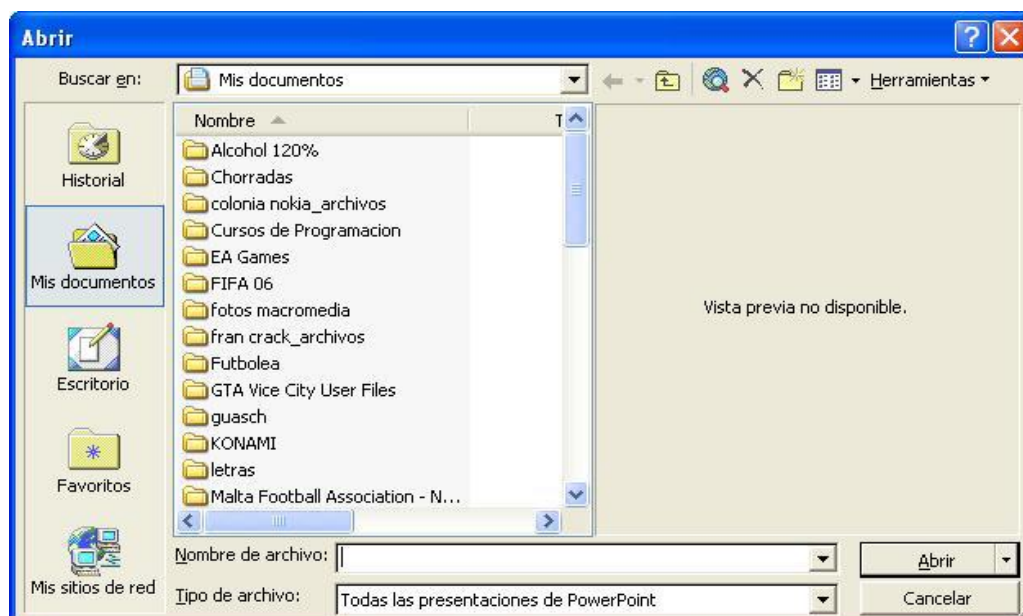 Abrir
Buscar en:
Mis documentos
Herramientas
Historial
Mis documentos
Escritorio
Favoritos
Mis sitios de red
Nombre
T
Alcohol 120%
Chorradas
colonia nokia_archivos
Cursos de Programacion
EA Games
FIFA 06
fotos macromedia
fran crack_archivos
Futbolea
GTA Vice City User Files
guasch
KONAMI
letras
Malta Football Association - N...
Vista previa no disponible.
Nombre de archivo:
Abrir
Tipo de archivo:
Todas las presentaciones de PowerPoint
Cancelar